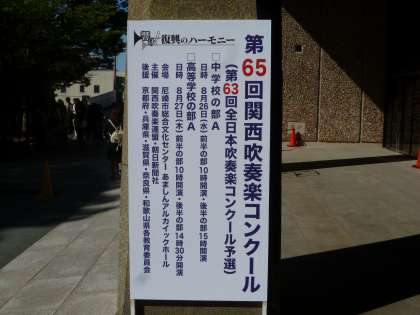 響け！復興のハーモニー
第65回関西吹奏楽コンクール
(第63回全日本吹奏楽コンクール予選)
□中学校の部A
日時 8月26日(水)前半の部10時開演・後半の部15時開演
□高等学校の部A
日時 8月27日(木)前半の部10時開演・後半の部14時30分開演
会場 尼崎市総合文化センター あましんアルカイックホール
主催 関西吹奏楽連盟・朝日新聞社
後援 京都府・兵庫県・滋賀県・奈良県・和歌山県各教育委員会